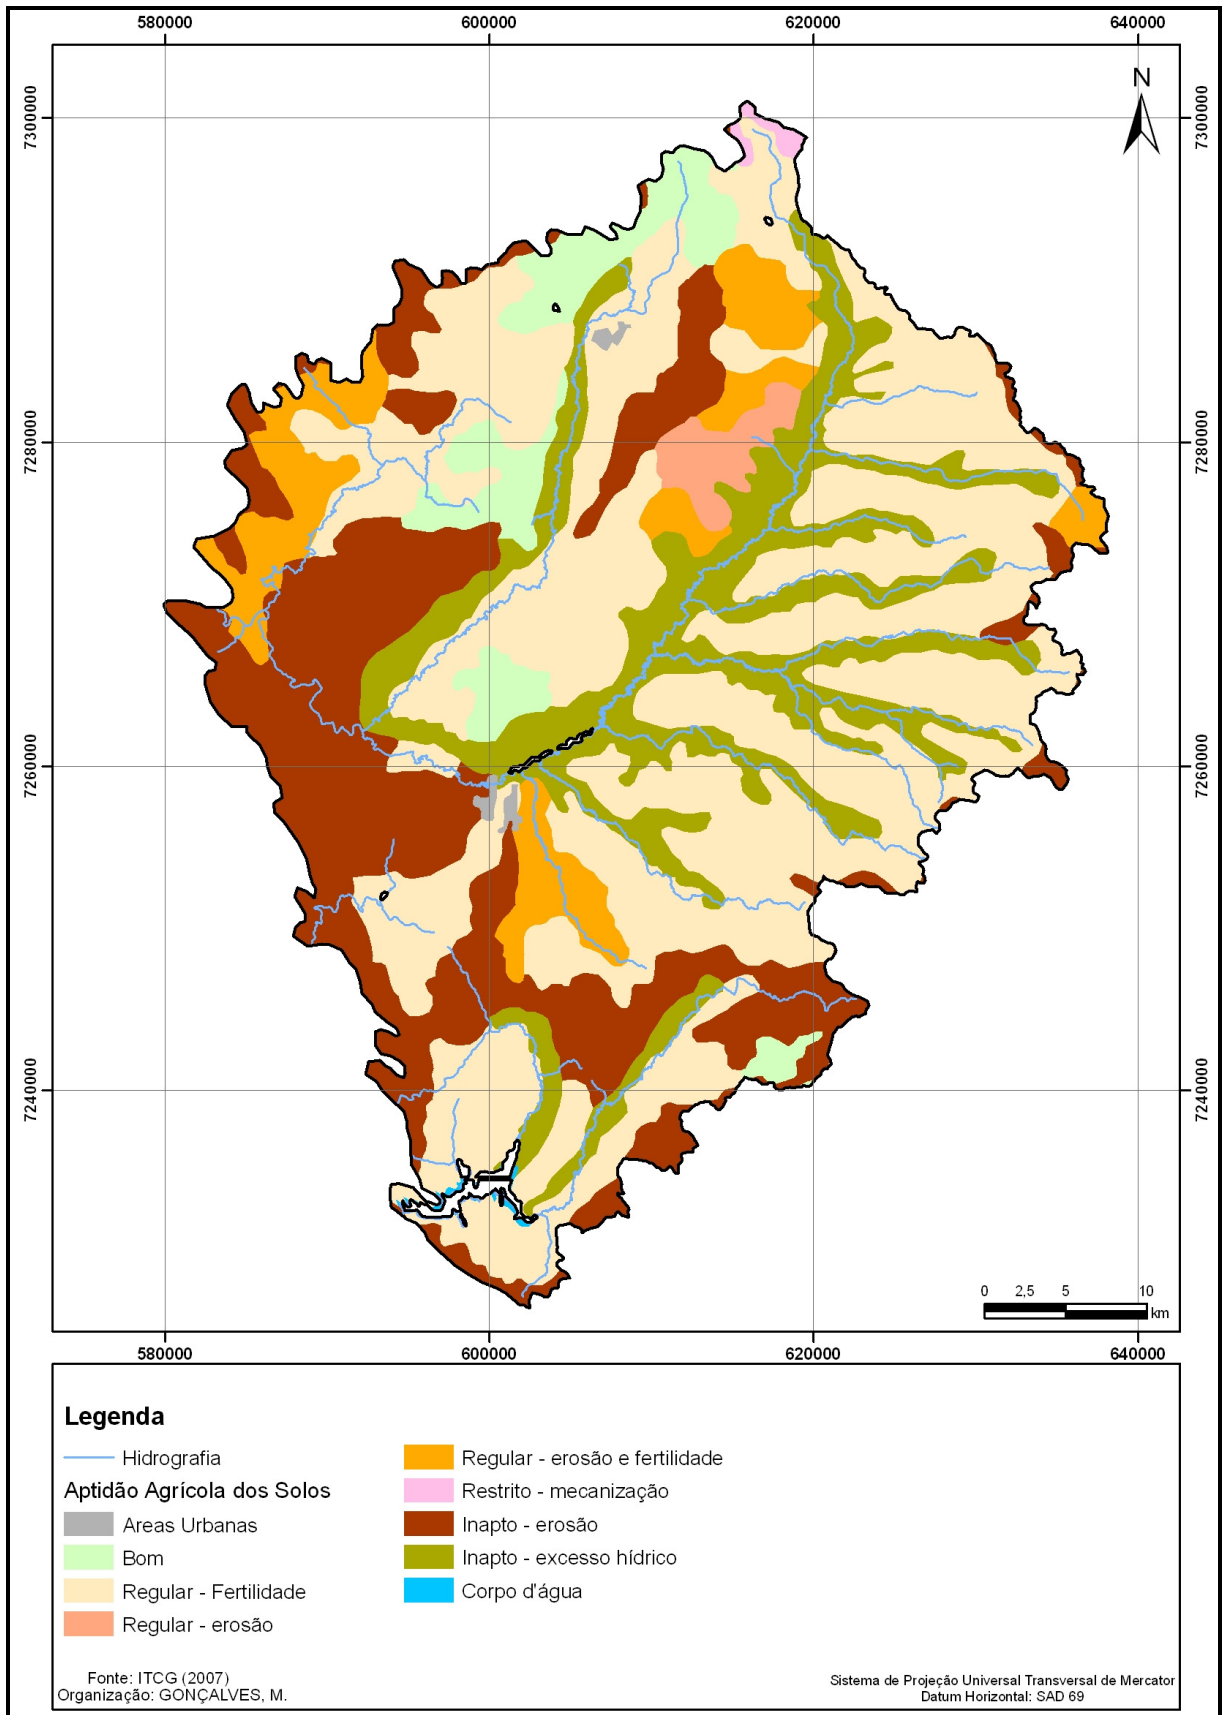 580000 600000 620000 640000
N
7300000 7300000
7280000 7280000
7260000 7260000
7240000 7240000
0 2,5 5 10
km
580000 600000 620000 640000
Legenda
Hidrografia
Aptidão Agrícola dos Solos
Areas Urbanas
Bom
Regular - Fertilidade
Regular - erosão
Regular - erosão e fertilidade
Restrito - mecanização
Inapto - erosão
Inapto - excesso hídrico
Corpo d'água
Fonte: ITCG (2007)
Organização: GONÇALVES, M.
Sistema de Projeção Universal Transversal de Mercator
Datum Horizontal: SAD 69